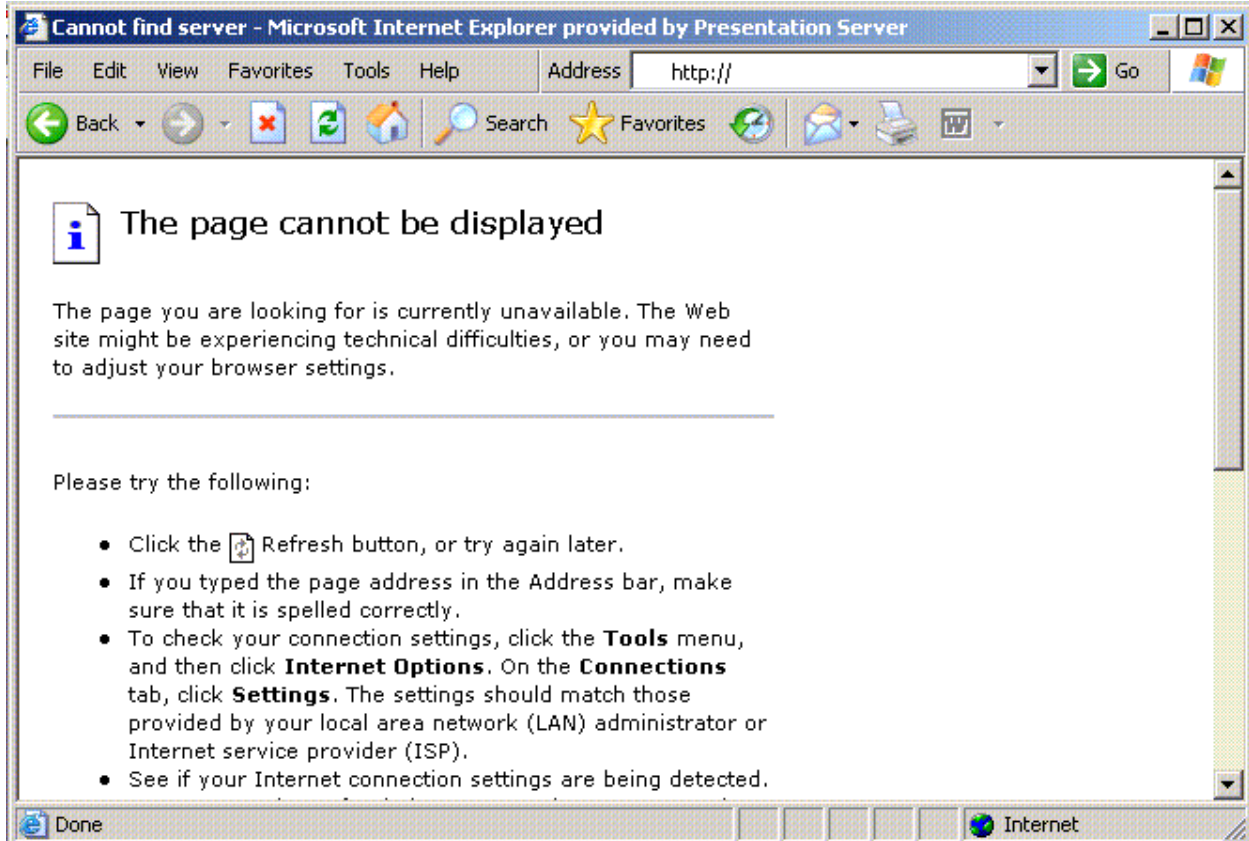 Cannot find server - Microsoft Internet Explorer provided by Presentation Server
File Edit View Favorites Tools Help Address http:// Go
Back Search Favorites
The page cannot be displayed
The page you are looking for is currently unavailable. The Web
site might be experiencing technical difficulties, or you may need
to adjust your browser settings.
Please try the following:
● Click the Refresh button, or try again later.
● If you typed the page address in the Address bar, make
sure that it is spelled correctly.
● To check your connection settings, click the Tools menu,
and then click Internet Options. On the Connections
tab, click Settings. The settings should match those
provided by your local area network (LAN) administrator or
Internet service provider (ISP).
● See if your Internet connection settings are being detected.
Done Internet